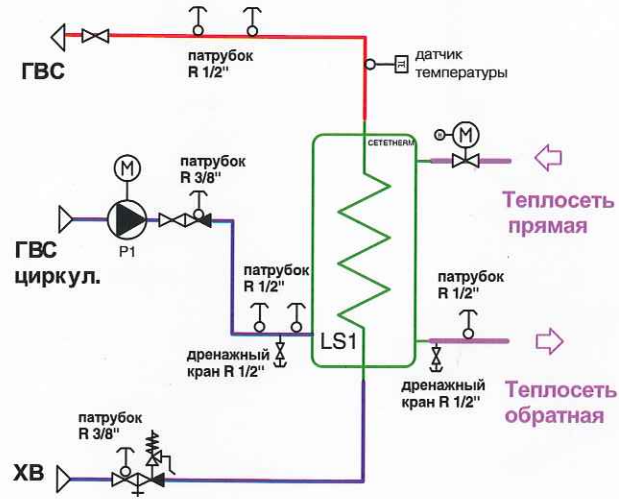 патрубок
R 1/2"
ГВС
датчик
температуры
CETETHERM
M
M
патрубок
R 3/8"
Теплосеть
прямая
P1
ГВС
циркул.
патрубок
R 1/2"
патрубок
R 1/2"
LS1
дренажный
кран R 1/2"
дренажный
кран R 1/2"
Теплосеть
обратная
патрубок
R 3/8"
ХВ